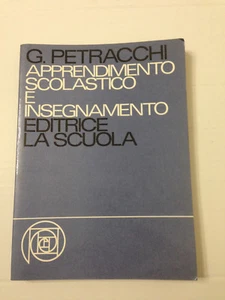 G. PETRACCHI
APPRENDIMENTO
SCOLASTICO
E
INSEGNAMENTO
EDITRICE
LA SCUOLA